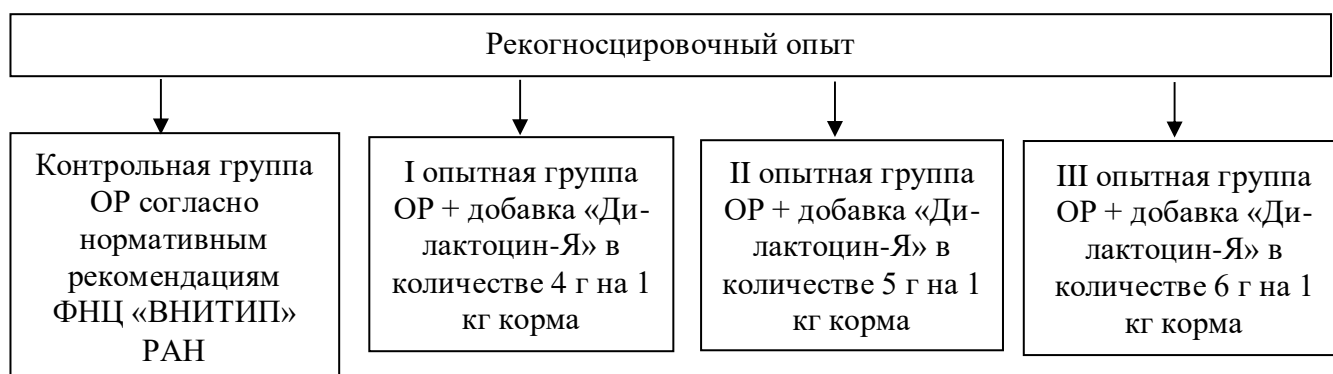 Рекогносцировочный опыт
Контрольная группа
ОР согласно
нормативным
рекомендациям
ФНЦ «ВНИТИП»
РАН
I опытная группа
ОР + добавка «Ди-
лактоцин-Я» в
количестве 4 г на 1
кг корма
II опытная группа
ОР + добавка «Ди-
лактоцин-Я» в
количестве 5 г на 1
кг корма
III опытная группа
ОР + добавка «Ди-
лактоцин-Я» в
количестве 6 г на 1
кг корма